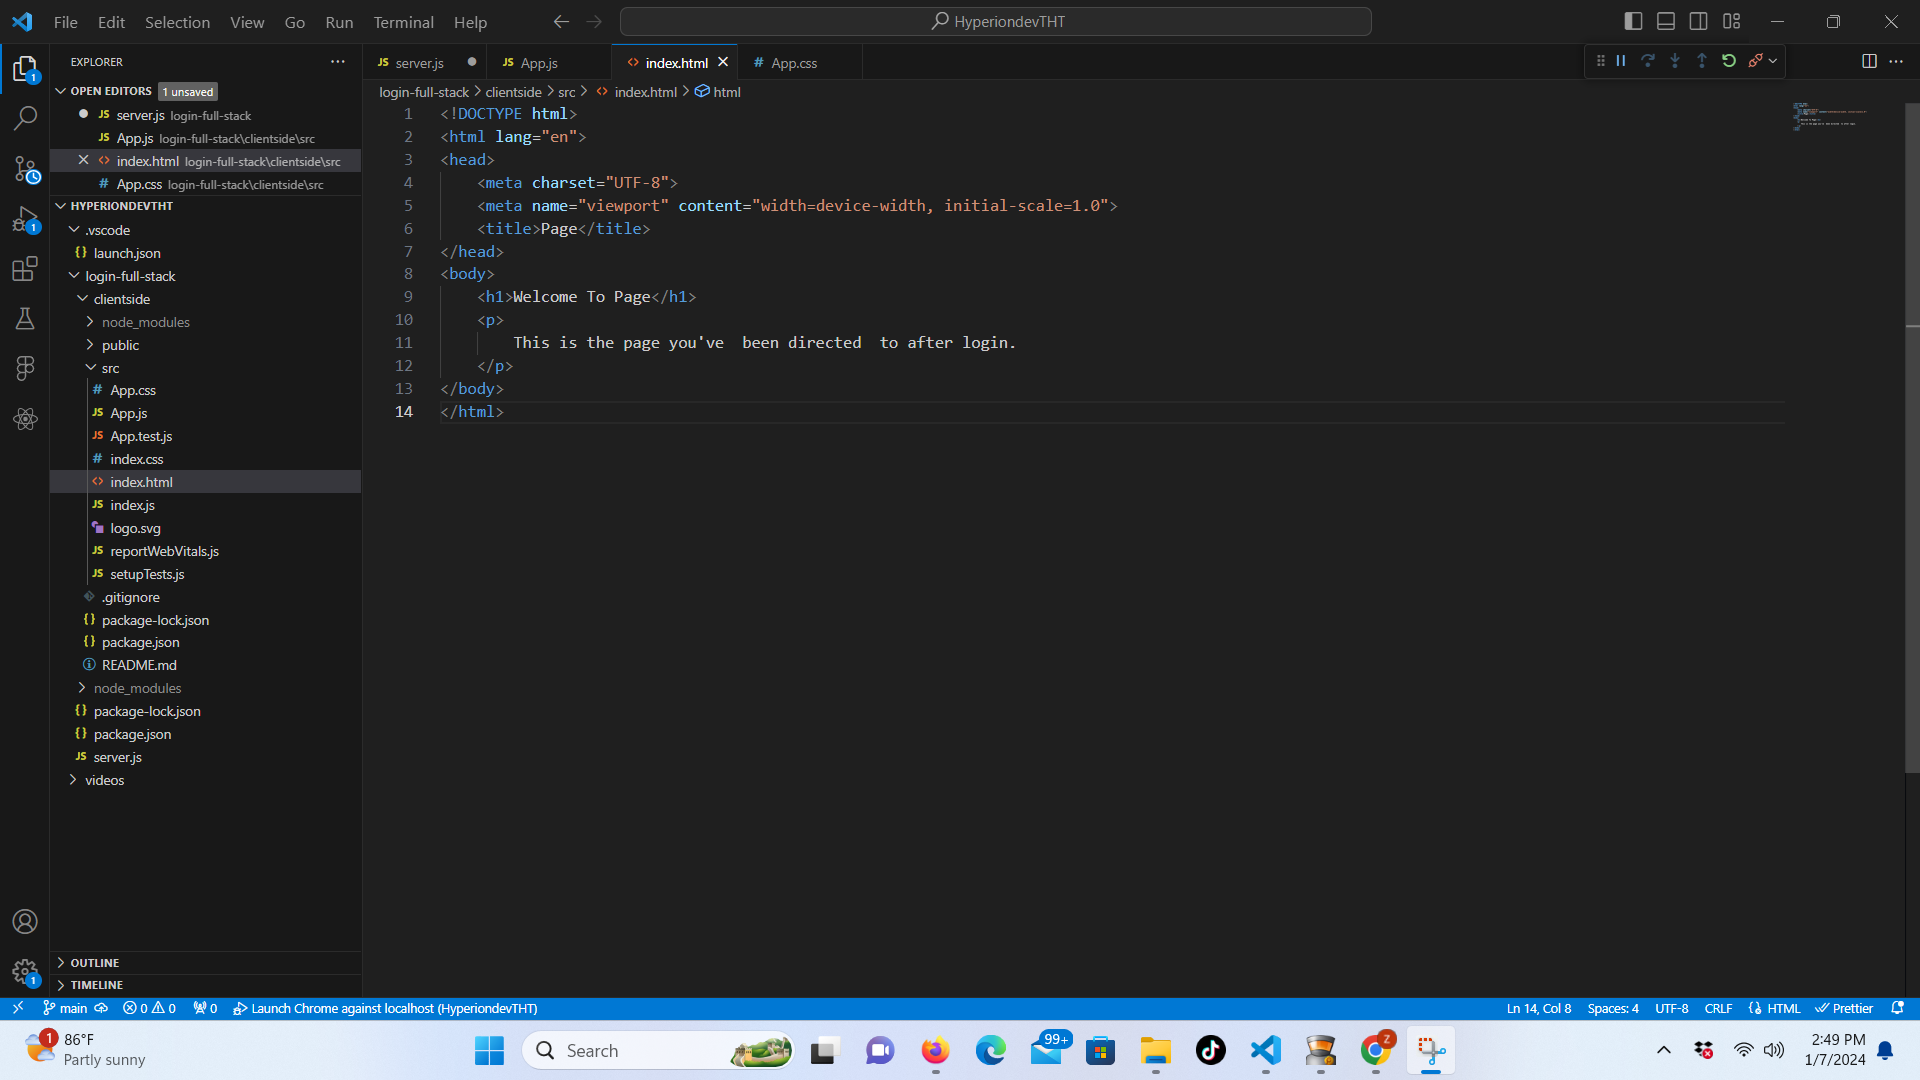 File Edit Selection View Go Run Terminal Help
HyperiondevTHT
EXPLORER
OPEN EDITORS 1 unsaved
JS server.js login-full-stack
JS App.js login-full-stack\clientside\src
<> index.html login-full-stack\clientside\src
# App.css login-full-stack\clientside\src
HYPERIONDEVTHT
.vscode
{} launch.json
login-full-stack
clientside
node_modules
public
src
# App.css
JS App.js
JS App.test.js
# index.css
<> index.html
JS index.js
logo.svg
JS reportWebVitals.js
JS setupTests.js
.gitignore
{} package-lock.json
{} package.json
README.md
node_modules
{} package-lock.json
{} package.json
JS server.js
videos
OUTLINE
TIMELINE
1
1
1
JS server.js JS App.js <> index.html # App.css
login-full-stack > clientside > src > <> index.html > html
1 <!DOCTYPE html>
2 <html lang="en">
3 <head>
4 <meta charset="UTF-8">
5 <meta name="viewport" content="width=device-width, initial-scale=1.0">
6 <title>Page</title>
7 </head>
8 <body>
9 <h1>Welcome To Page</h1>
10 <p>
11 This is the page you've  been directed  to after login.
12 </p>
13 </body>
14 </html>
main 0 0 0 Launch Chrome against localhost (HyperiondevTHT) Ln 14, Col 8 Spaces: 4 UTF-8 CRLF {} HTML Prettier
1 86°F
Partly sunny
Search
99+
Z
2:49 PM
1/7/2024